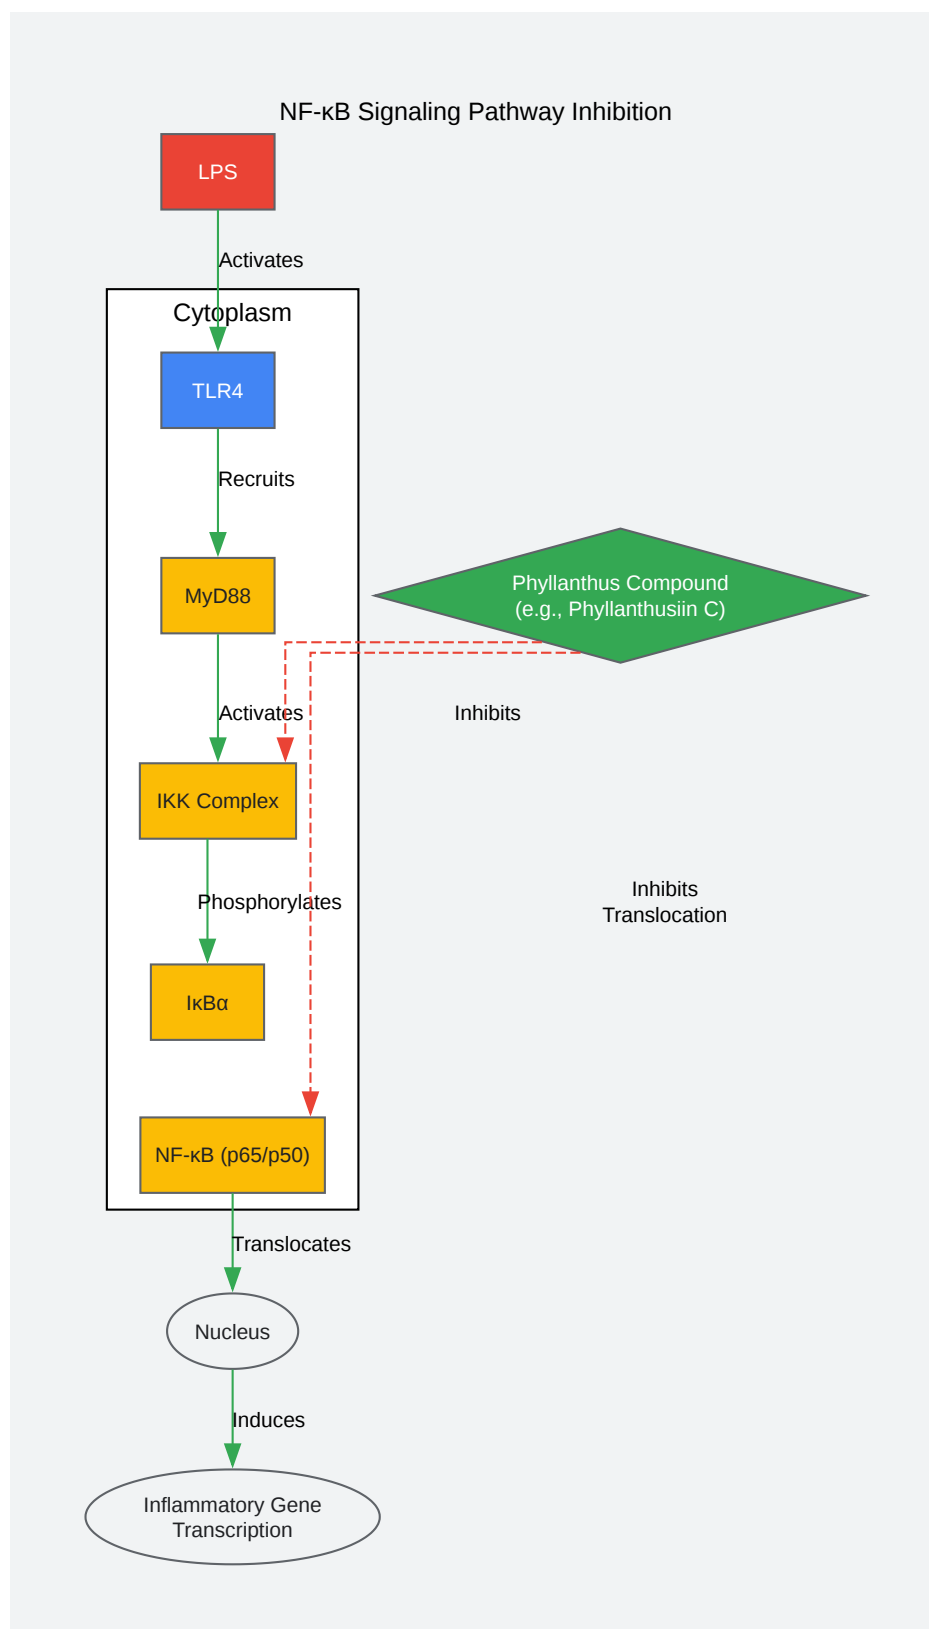 NF-κB Signaling Pathway Inhibition
LPS
Activates
Cytoplasm
TLR4
Recruits
MyD88
Phyllanthus Compound
(e.g., Phyllanthusiin C)
Activates
Inhibits
IKK Complex
Phosphorylates
Inhibits
Translocation
IκBα
NF-κB (p65/p50)
Translocates
Nucleus
Induces
Inflammatory Gene
Transcription